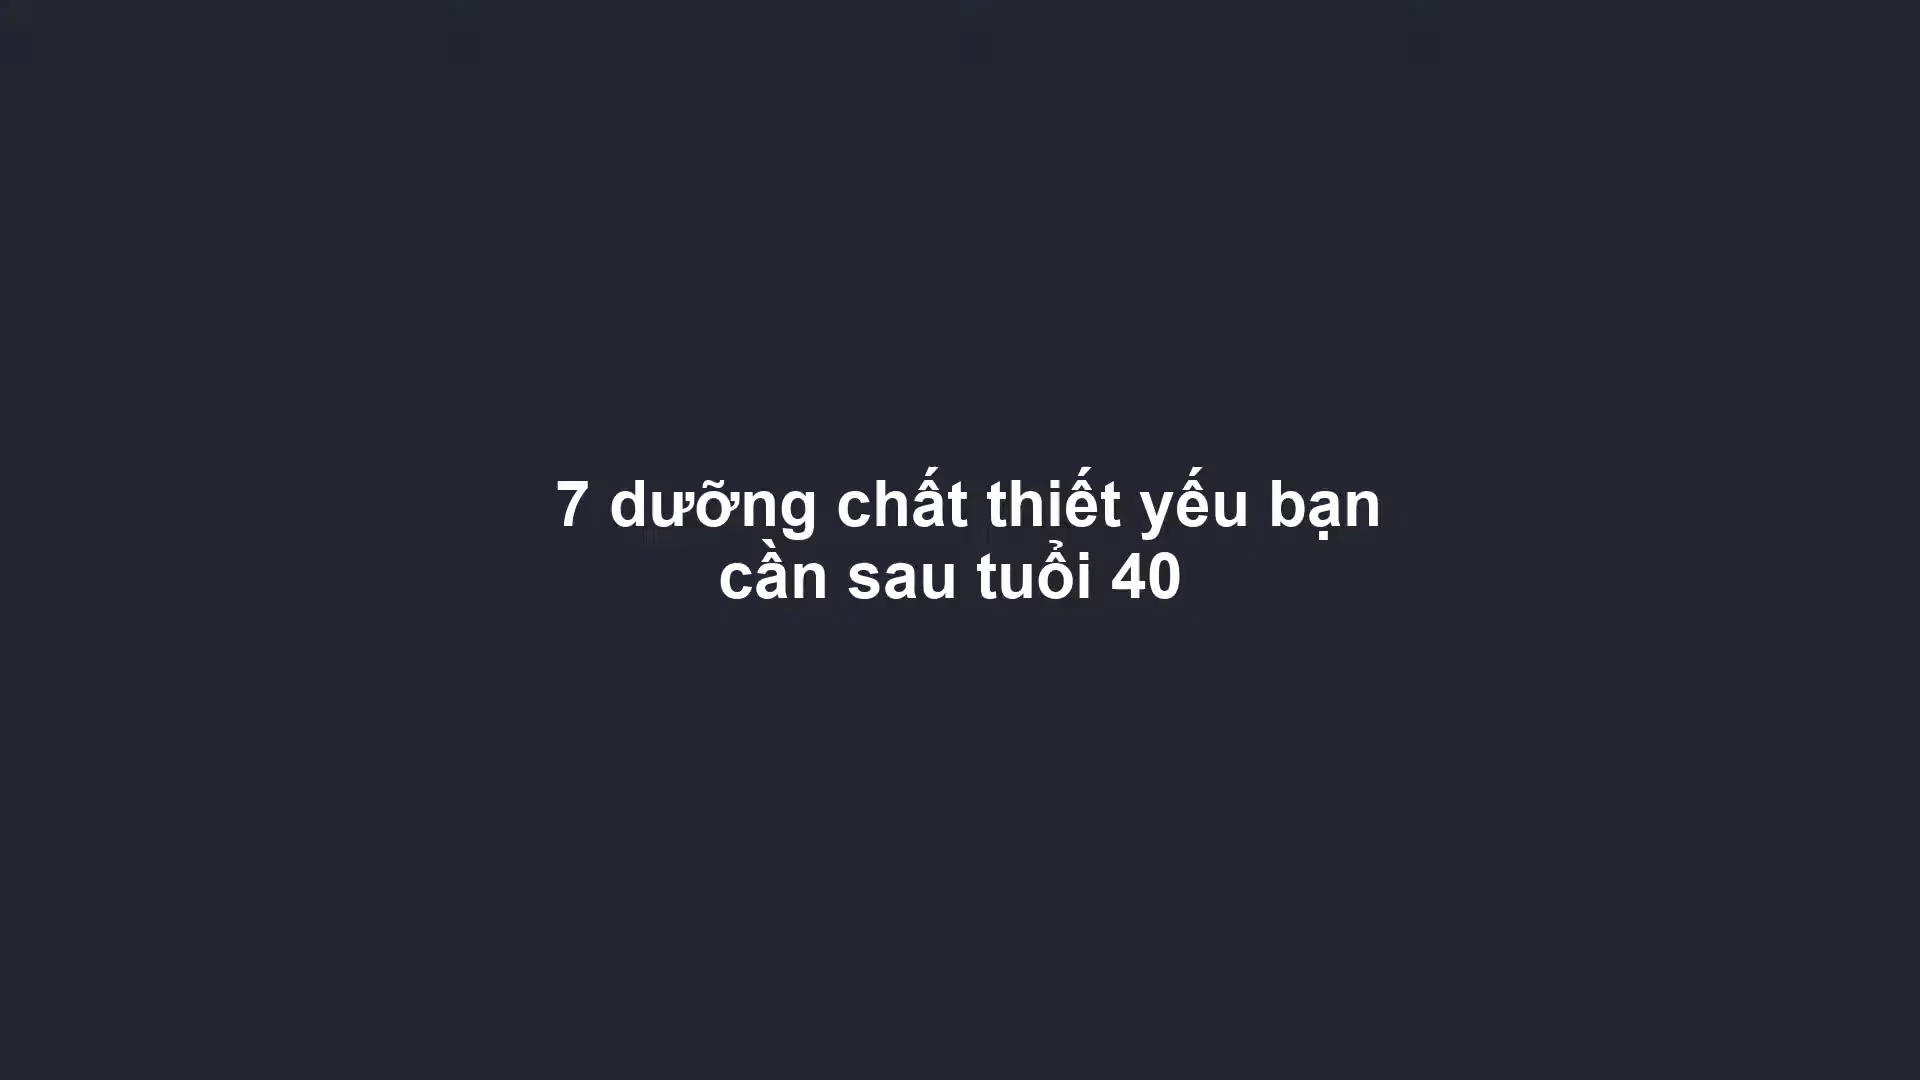 7 dưỡng chất thiết yếu bạn
cần sau tuổi 40